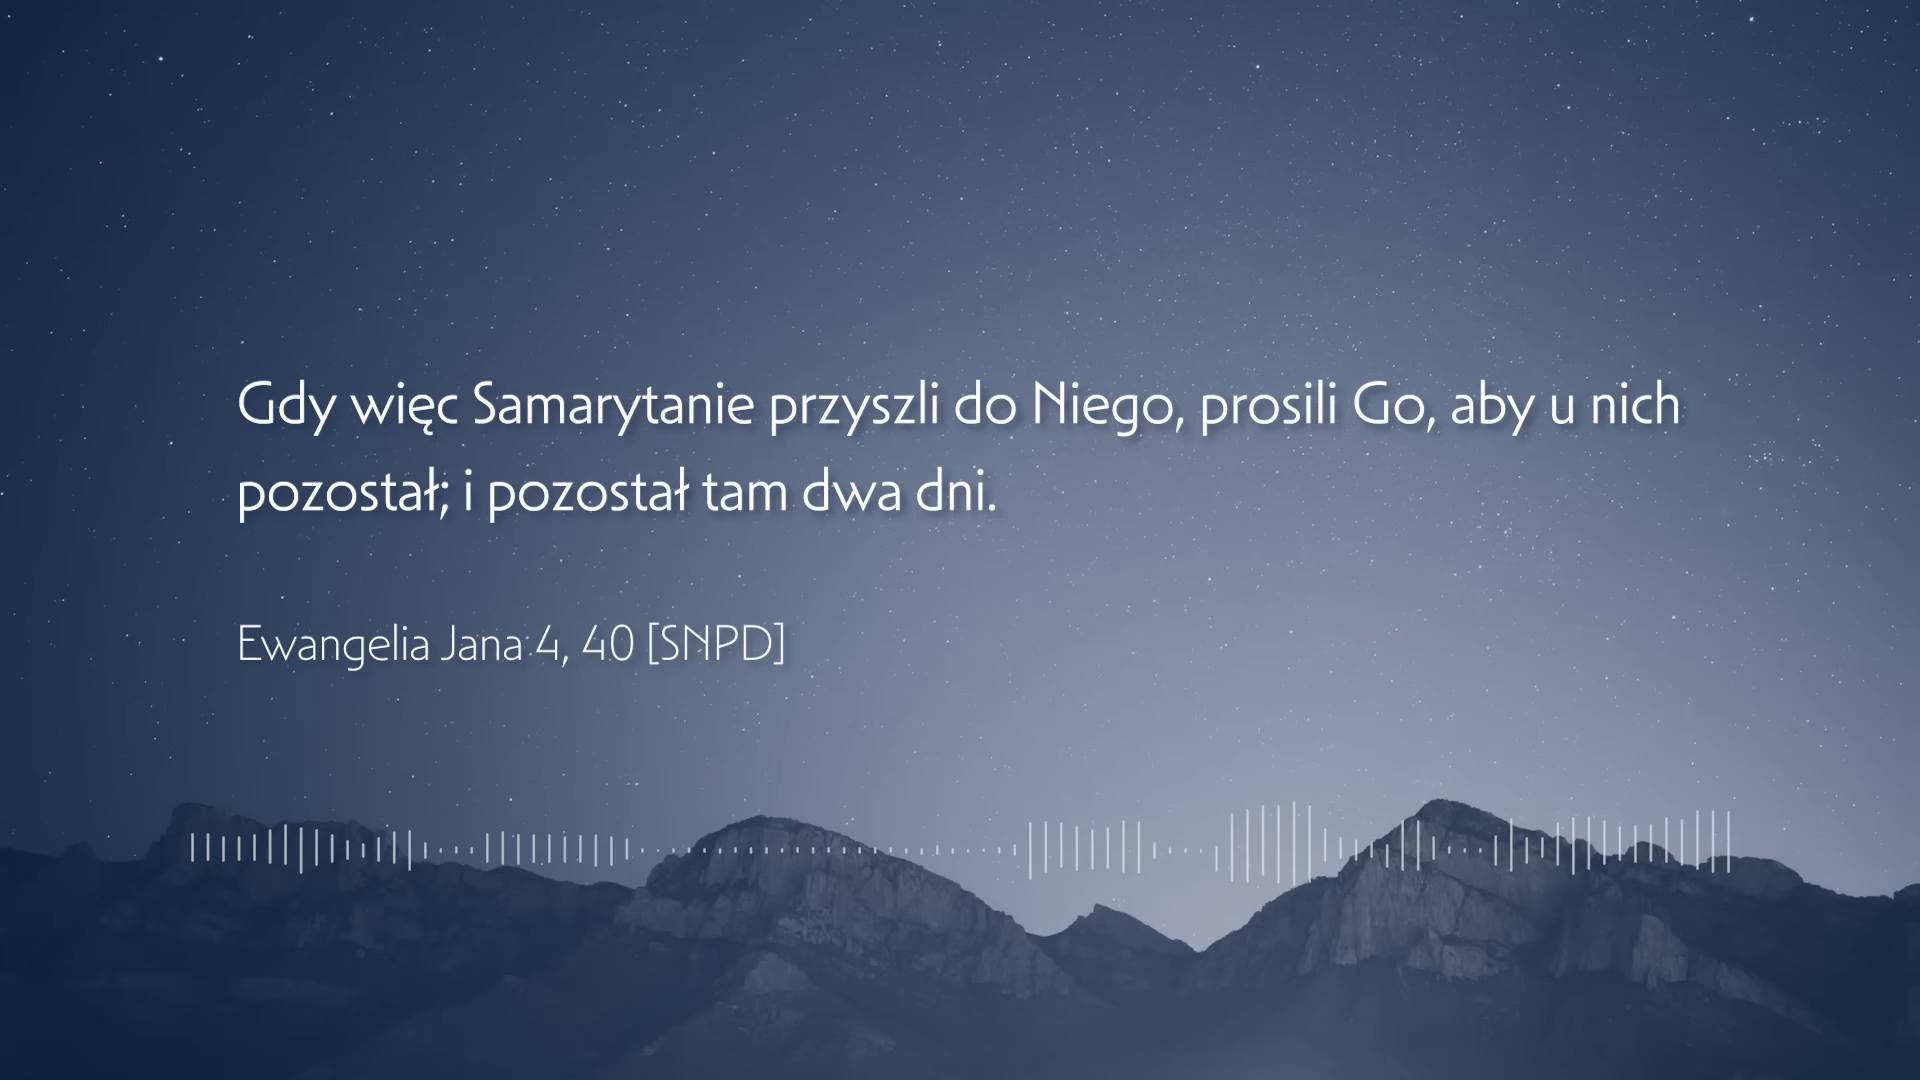 Gdy więc Samarytanie przyszli do Niego, prosili Go, aby u nich
pozostał; i pozostał tam dwa dni.
Ewangelia Jana 4, 40 [SNPD]